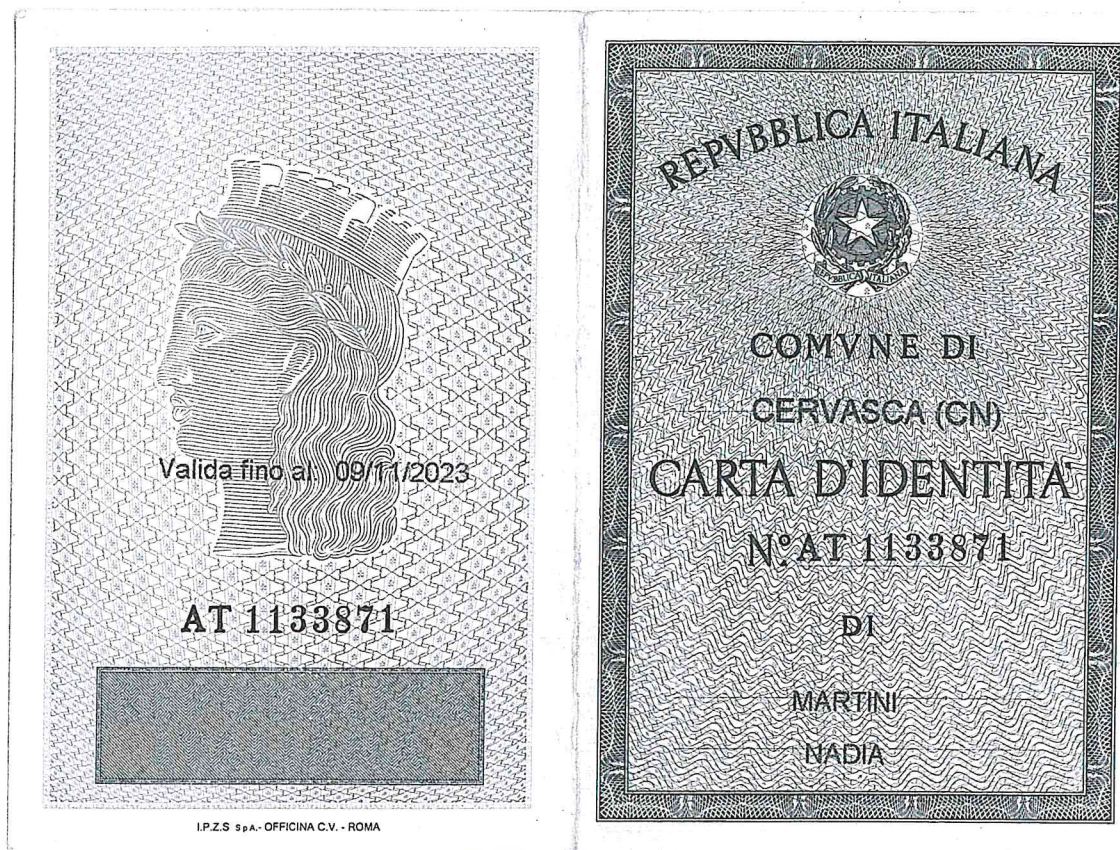 Valida fino al: 09/11/2023
AT 1133871
I.P.Z.S SpA.- OFFICINA C.V. - ROMA
REPVBBLICA ITALIANA
COMVNE DI
CERVASCA (CN)
CARTA D'IDENTITA'
N° AT 1133871
DI
MARTINI
NADIA